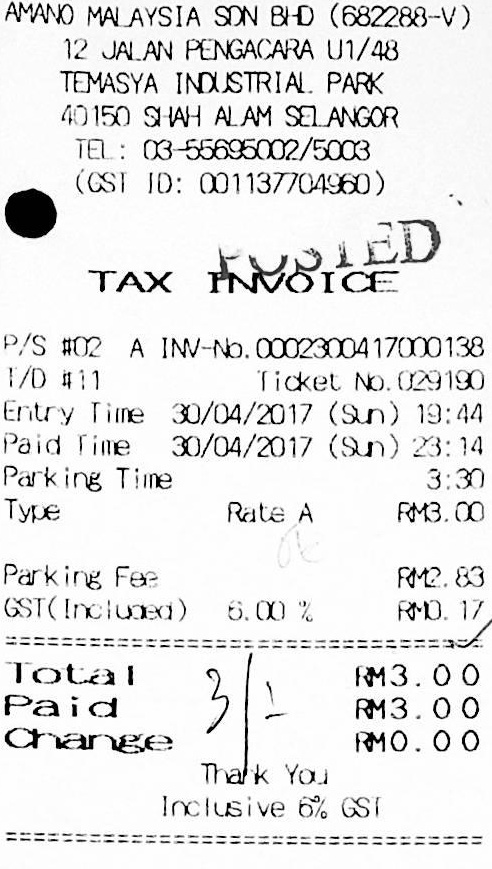 AMANO MALAYSIA SDN BHD (682288-V)
12 JALAN PENGACARA U1/48
TEMASYA INDUSTRIAL PARK
40150 SHAH ALAM SELANGOR
TEL: 03-55695002/5003
(GST ID: 001137704960)
POSTED
TAX INVOICE
P/S #02 A INV-No. 0002300417000138
T/D #11 Ticket No. 029190
Entry Time 30/04/2017 (Sun) 19:44
Paid Time 30/04/2017 (Sun) 23:14
Parking Time 3:30
Type Rate A RM3.00
Parking Fee RM2.83
GST(Included) 6.00 % RM0.17
Total RM3.00
Paid RM3.00
Change RM0.00
3/1
Thank You
Inclusive 6% GST